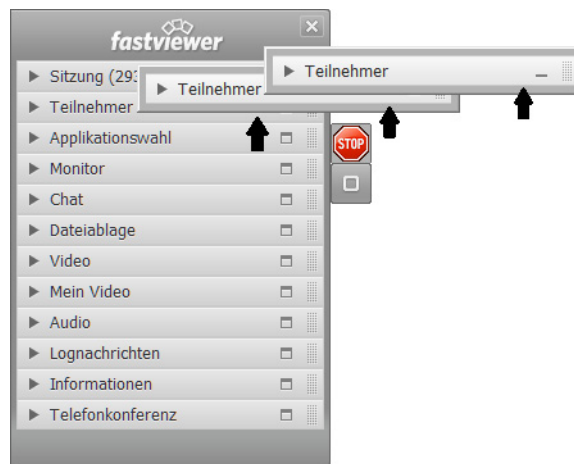 fastviewer
Sitzung (293
Teilnehmer
Teilnehmer
Teilnehmer
Applikationswahl
STOP
Monitor
Chat
Dateiablage
Video
Mein Video
Audio
Lognachrichten
Informationen
Telefonkonferenz